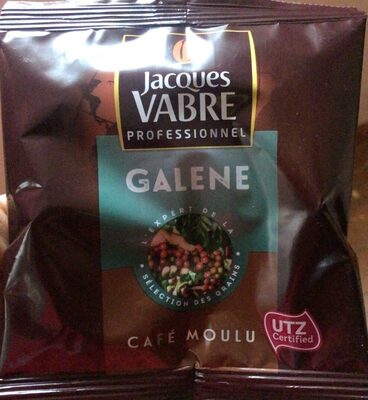 Jacques
VABRE
PROFESSIONNEL
GALENE
L'EXPERT DE LA
SÉLECTION DES GRAINS
CAFÉ MOULU
UTZ
Certified